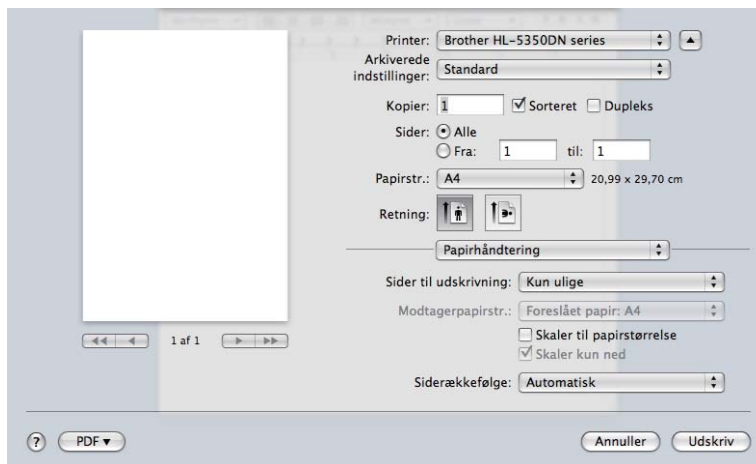 Printer: Brother HL-5350DN series
Arkiverede
indstillinger: Standard
Kopier: 1 Sorteret Dupleks
Sider: Alle
Fra: 1 til: 1
Papirstr.: A4 20,99 x 29,70 cm
Retning:
Papirhåndtering
Sider til udskrivning: Kun ulige
Modtagerpapirstr.: Foreslået papir: A4
1 af 1
Skaler til papirstørrelse
Skaler kun ned
Siderækkefølge: Automatisk
? PDF Annuller Udskriv